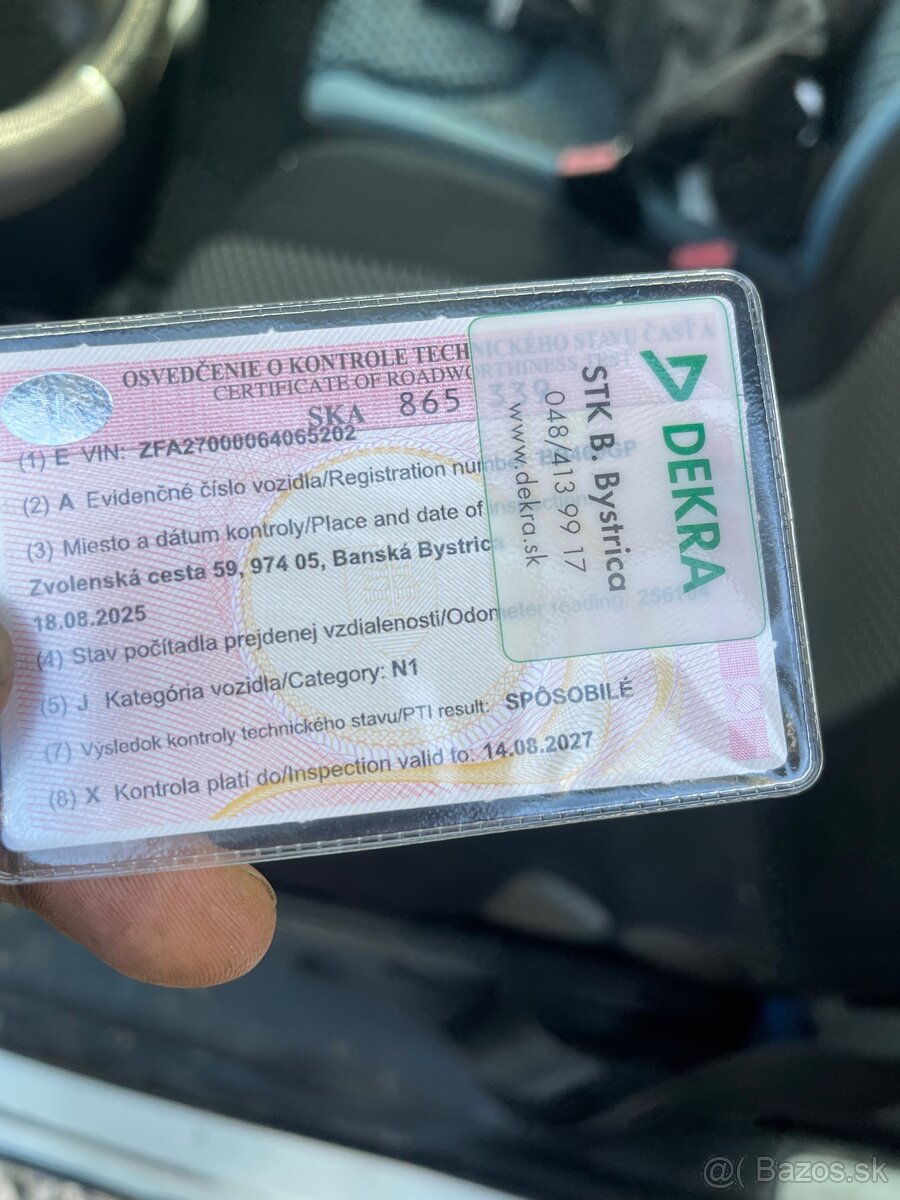 OSVEDČENIE O KONTROLE TECHNICKÉHO STAVU ČASŤ A
CERTIFICATE OF ROADWORTHINESS TEST
SKA 865 339
(1) E VIN: ZFA27000064065202
(2) A Evidenčné číslo vozidla/Registration number:
(3) Miesto a dátum kontroly/Place and date of inspection
Zvolenská cesta 59, 974 05, Banská Bystrica
18.08.2025
(4) Stav počítadla prejdenej vzdialenosti/Odometer reading:
(5) J Kategória vozidla/Category: N1
(7) Výsledok kontroly technického stavu/PTI result: SPÔSOBILÉ
(8) X Kontrola platí do/Inspection valid to: 14.08.2027
DEKRA
STK B. Bystrica
048/413 99 17
www.dekra.sk
@( Bazos.sk